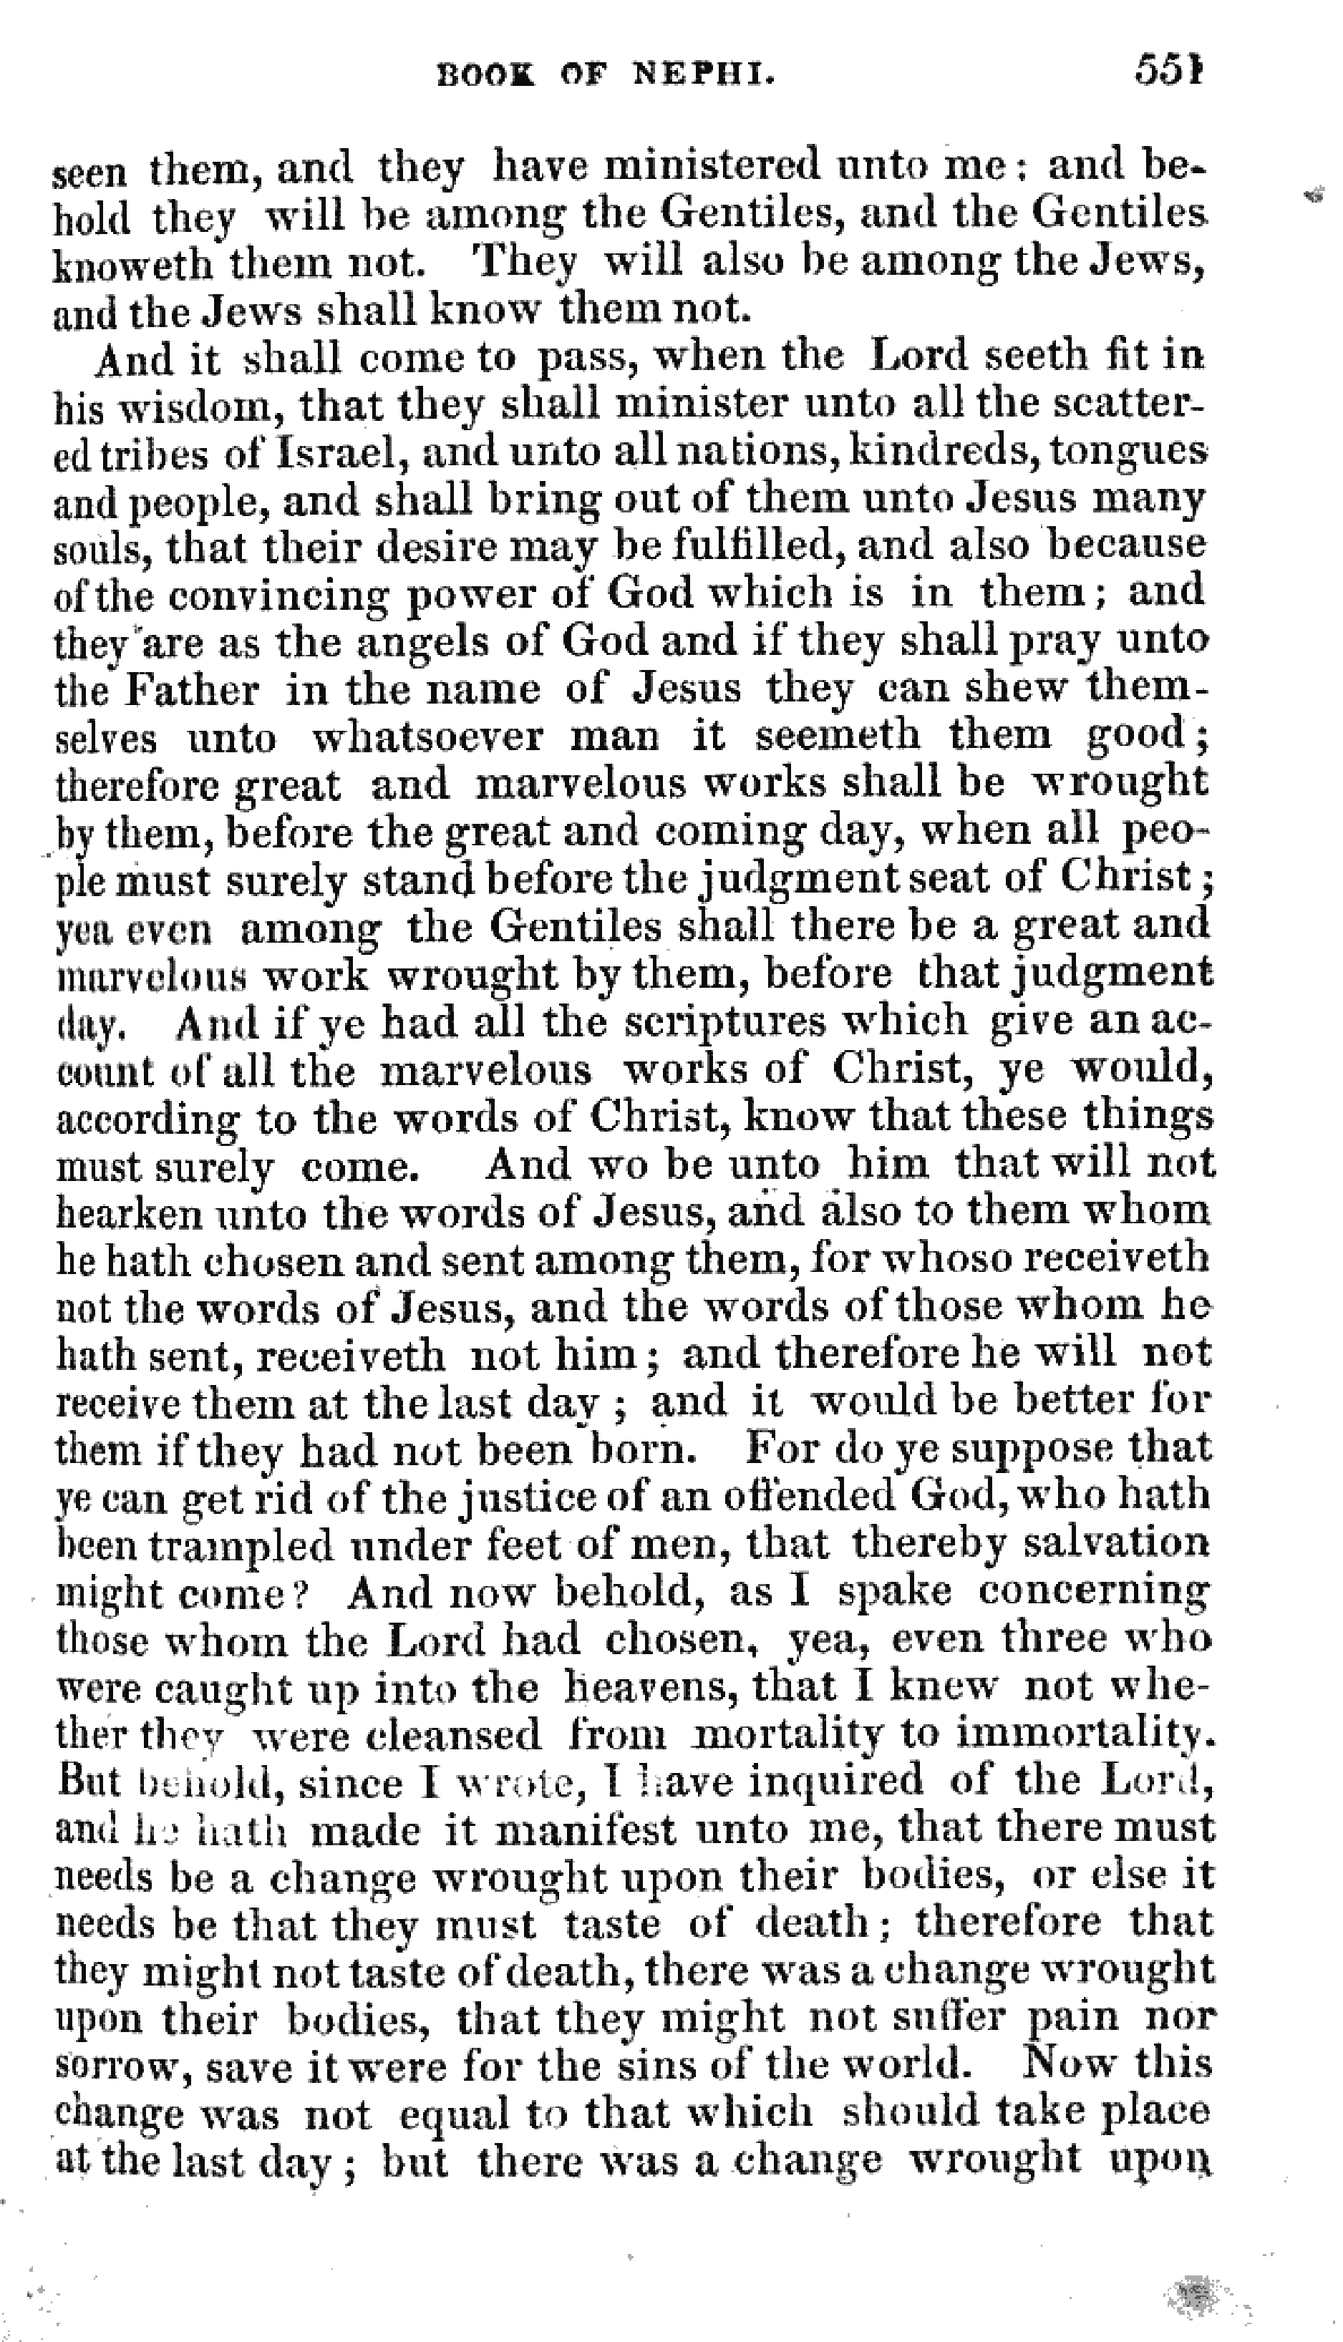 BOOK OF NEPHI. 551
seen them, and they have ministered unto me: and be-
hold they will be among the Gentiles, and the Gentiles
knoweth them not. They will also be among the Jews,
and the Jews shall know them not.
And it shall come to pass, when the Lord seeth fit in
his wisdom, that they shall minister unto all the scatter-
ed tribes of Israel, and unto all nations, kindreds, tongues
and people, and shall bring out of them unto Jesus many
souls, that their desire may be fulfilled, and also because
of the convincing power of God which is in them; and
they are as the angels of God and if they shall pray unto
the Father in the name of Jesus they can shew them-
selves unto whatsoever man it seemeth them good;
therefore great and marvelous works shall be wrought
by them, before the great and coming day, when all peo-
ple must surely stand before the judgment seat of Christ;
yea even among the Gentiles shall there be a great and
marvelous work wrought by them, before that judgment
day. And if ye had all the scriptures which give an ac-
count of all the marvelous works of Christ, ye would,
according to the words of Christ, know that these things
must surely come. And wo be unto him that will not
hearken unto the words of Jesus, and also to them whom
he hath chosen and sent among them, for whoso receiveth
not the words of Jesus, and the words of those whom he
hath sent, receiveth not him; and therefore he will not
receive them at the last day; and it would be better for
them if they had not been born. For do ye suppose that
ye can get rid of the justice of an offended God, who hath
been trampled under feet of men, that thereby salvation
might come? And now behold, as I spake concerning
those whom the Lord had chosen, yea, even three who
were caught up into the heavens, that I knew not whe-
ther they were cleansed from mortality to immortality.
But behold, since I wrote, I have inquired of the Lord,
and he hath made it manifest unto me, that there must
needs be a change wrought upon their bodies, or else it
needs be that they must taste of death; therefore that
they might not taste of death, there was a change wrought
upon their bodies, that they might not suffer pain nor
sorrow, save it were for the sins of the world. Now this
change was not equal to that which should take place
at the last day; but there was a change wrought upon